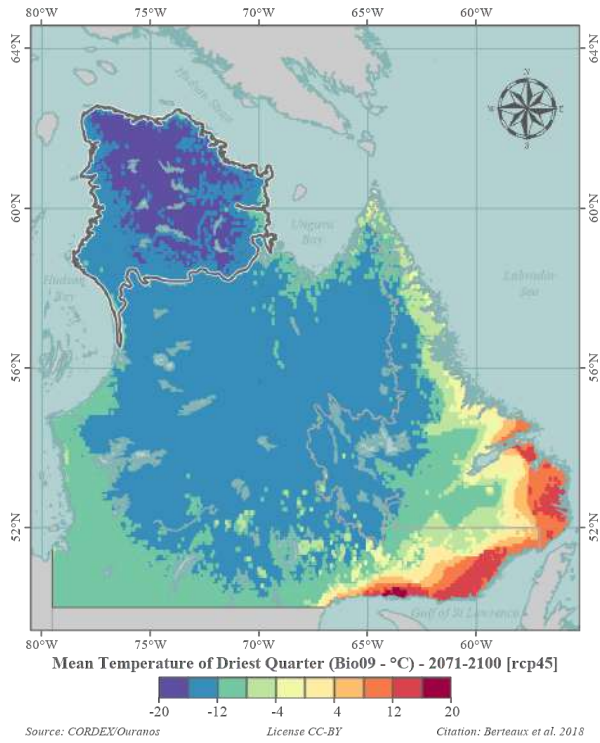 80°W 75°W 70°W 65°W 60°W
64°N 64°N
Hudson Strait
N
W E
S
60°N 60°N
Ungava
Bay
Hudson
Bay
Labrador
Sea
56°N 56°N
52°N 52°N
Gulf of St Lawrence
80°W 75°W 70°W 65°W 60°W
Mean Temperature of Driest Quarter (Bio09 - °C) - 2071-2100 [rcp45]
-20 -12 -4 4 12 20
Source: CORDEX/Ouranos License CC-BY Citation: Berteaux et al. 2018